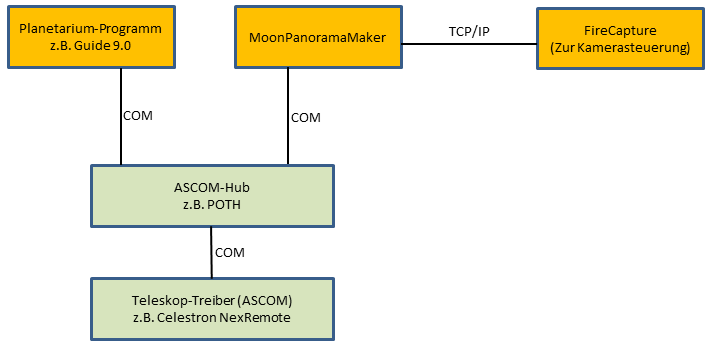 Planetarium-Programm
z.B. Guide 9.0
MoonPanoramaMaker
TCP/IP
FireCapture
(Zur Kamerasteuerung)
COM
COM
ASCOM-Hub
z.B. POTH
COM
Teleskop-Treiber (ASCOM)
z.B. Celestron NexRemote